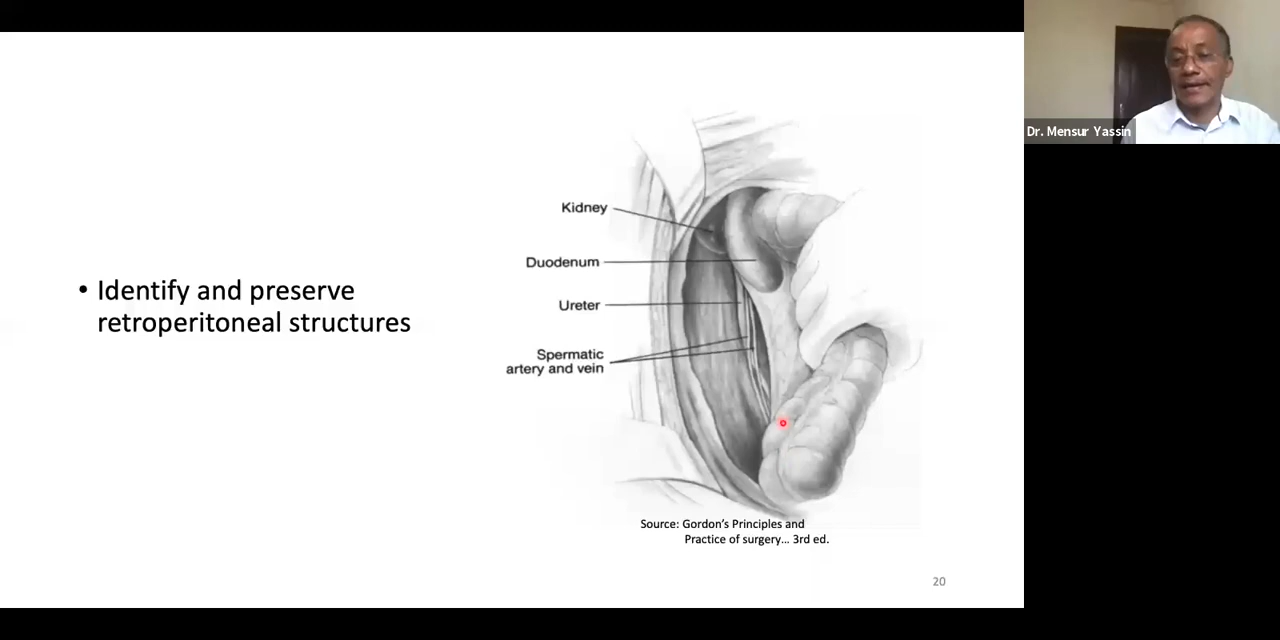 Dr. Mensur Yassin
• Identify and preserve
retroperitoneal structures
Kidney
Duodenum
Ureter
Spermatic
artery and vein
Source: Gordon’s Principles and
Practice of surgery… 3rd ed.
20